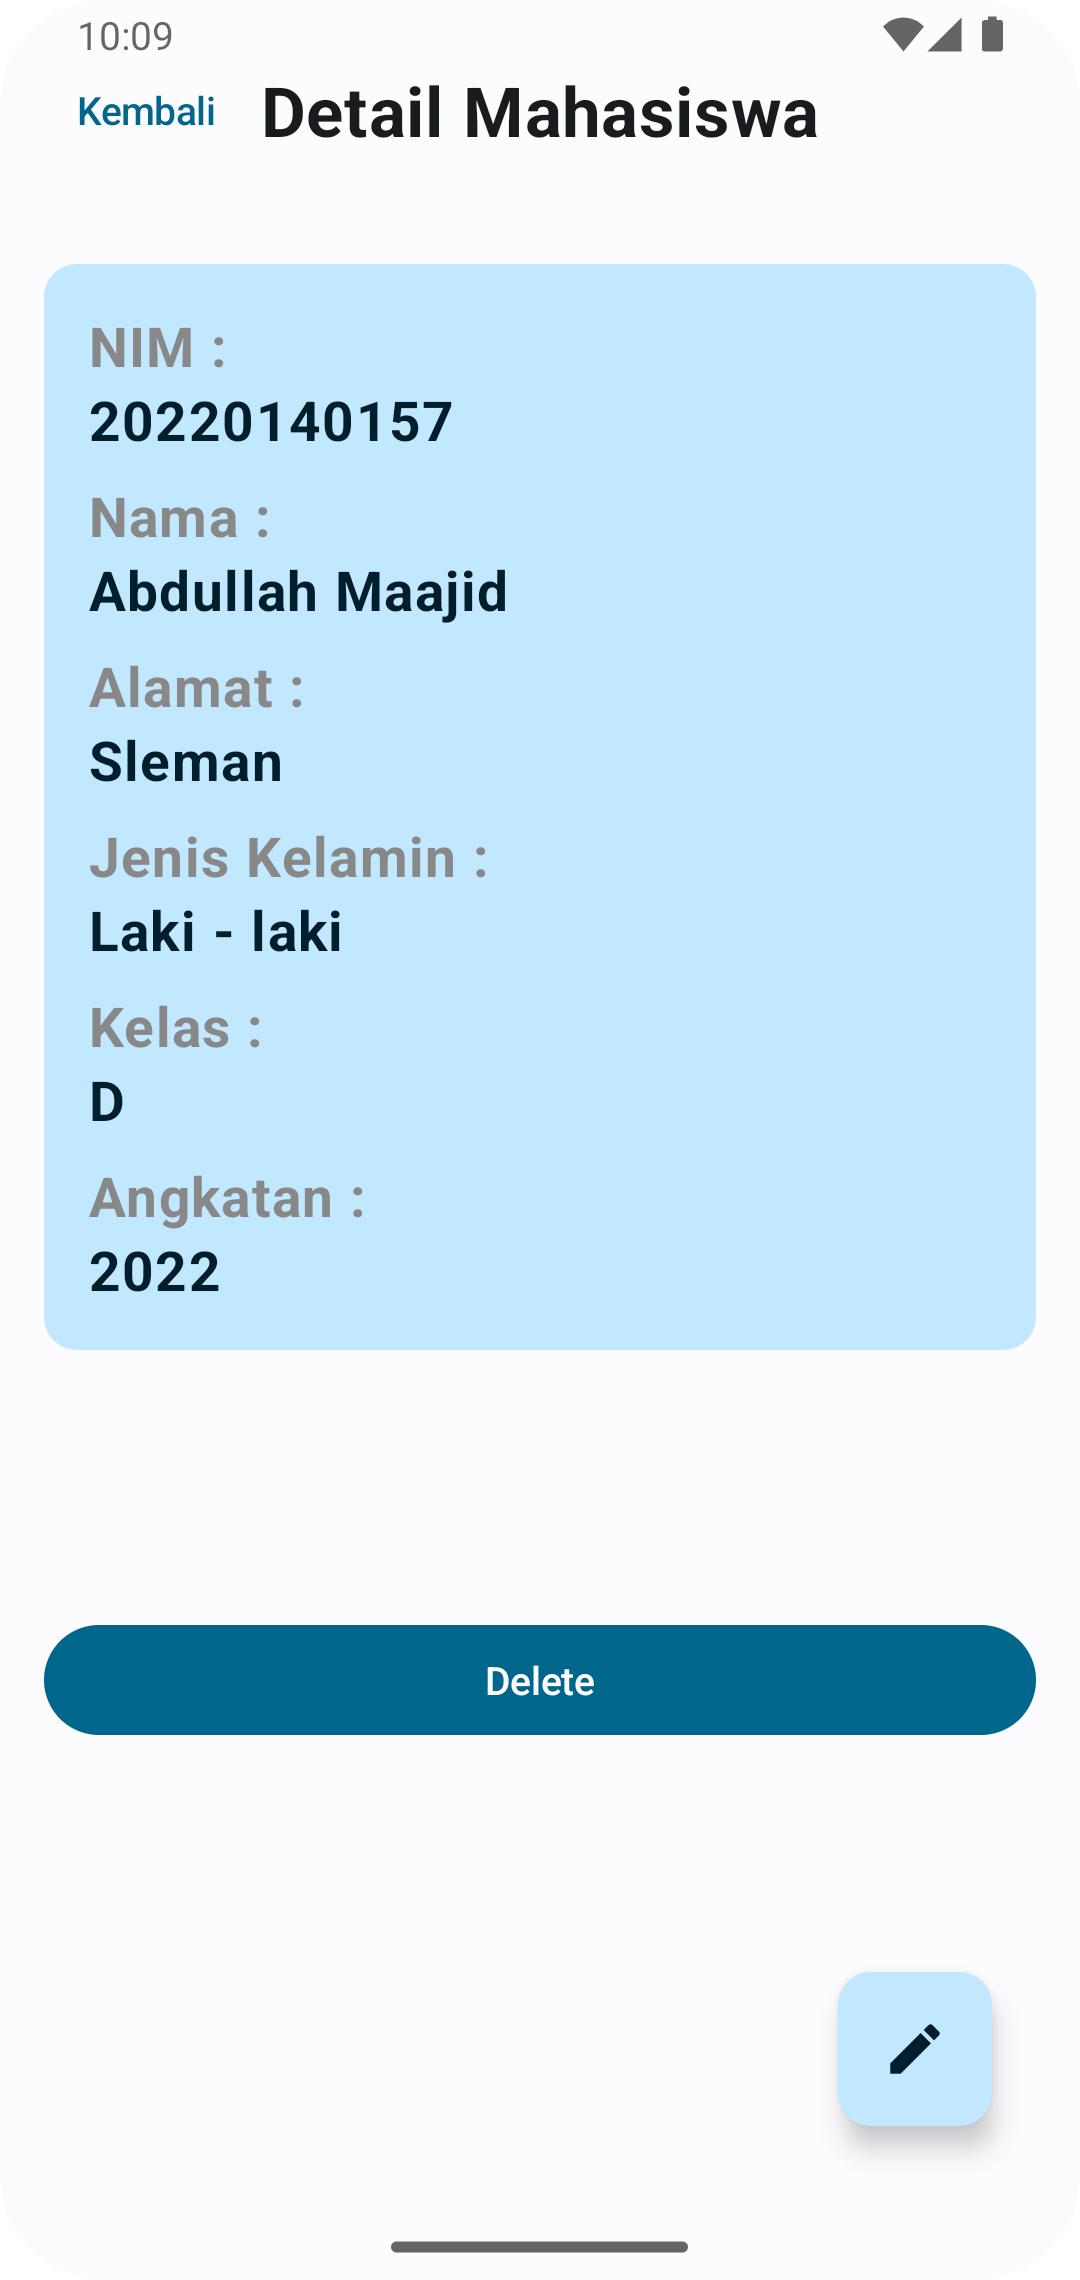 10:09
Kembali Detail Mahasiswa
NIM :
20220140157
Nama :
Abdullah Maajid
Alamat :
Sleman
Jenis Kelamin :
Laki - laki
Kelas :
D
Angkatan :
2022
Delete